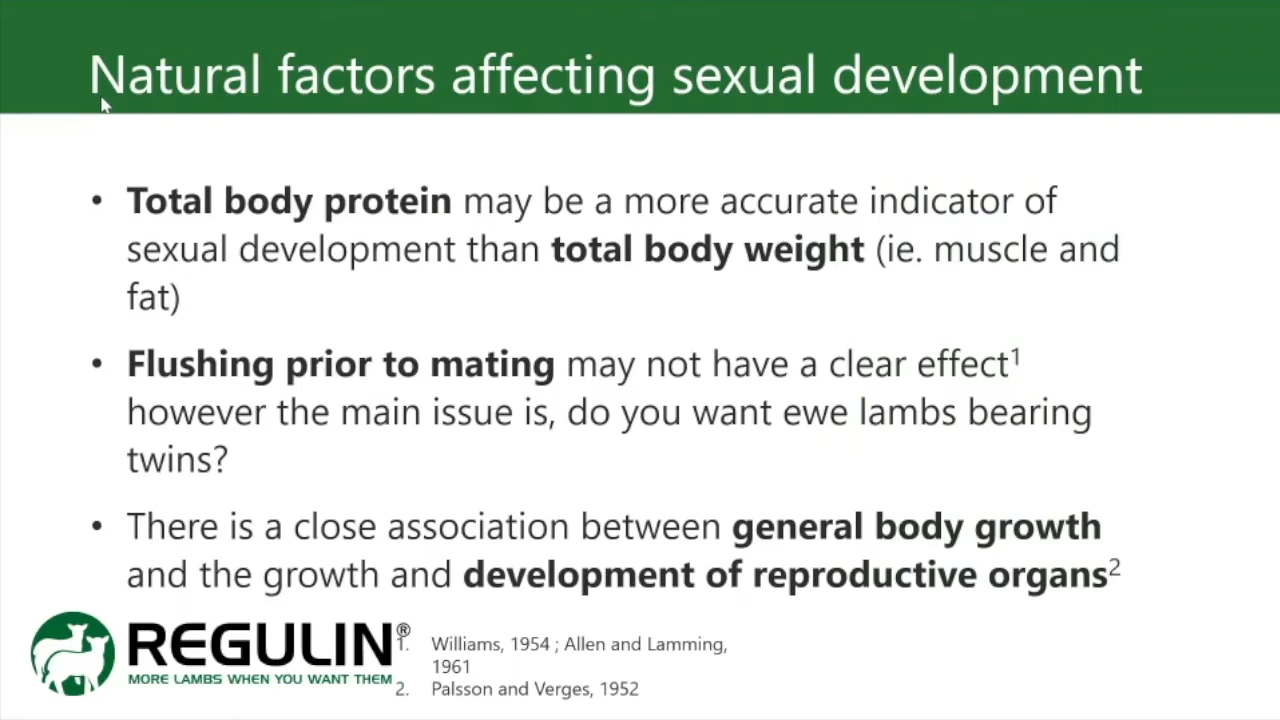 Natural factors affecting sexual development
• Total body protein may be a more accurate indicator of
sexual development than total body weight (ie. muscle and
fat)
• Flushing prior to mating may not have a clear effect¹
however the main issue is, do you want ewe lambs bearing
twins?
• There is a close association between general body growth
and the growth and development of reproductive organs²
REGULIN®
MORE LAMBS WHEN YOU WANT THEM
1. Williams, 1954 ; Allen and Lamming,
1961
2. Palsson and Verges, 1952